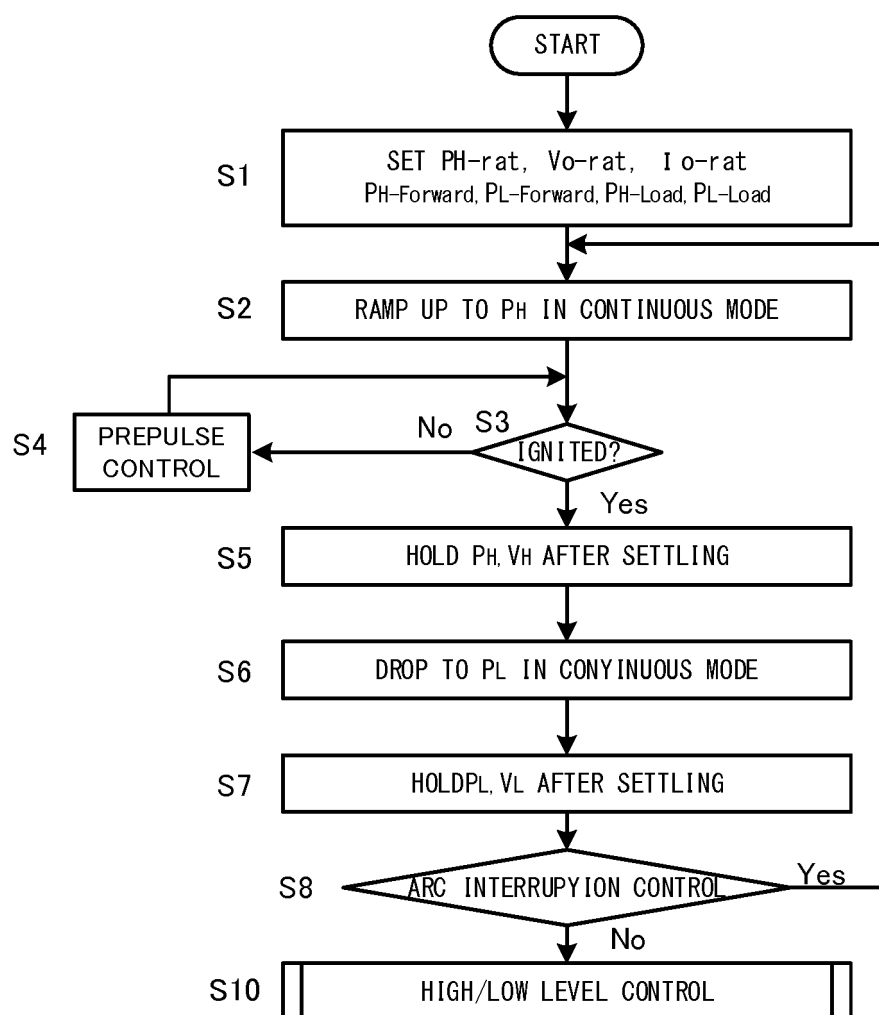 START
S1
SET PH-rat, Vo-rat, Io-rat
PH-Forward, PL-Forward, PH-Load, PL-Load
S2
RAMP UP TO PH IN CONTINUOUS MODE
S3
IGNITED?
No
S4
PREPULSE
CONTROL
Yes
S5
HOLD PH, VH AFTER SETTLING
S6
DROP TO PL IN CONYINUOUS MODE
S7
HOLDPL, VL AFTER SETTLING
S8
ARC INTERRUPYION CONTROL
Yes
No
S10
HIGH/LOW LEVEL CONTROL